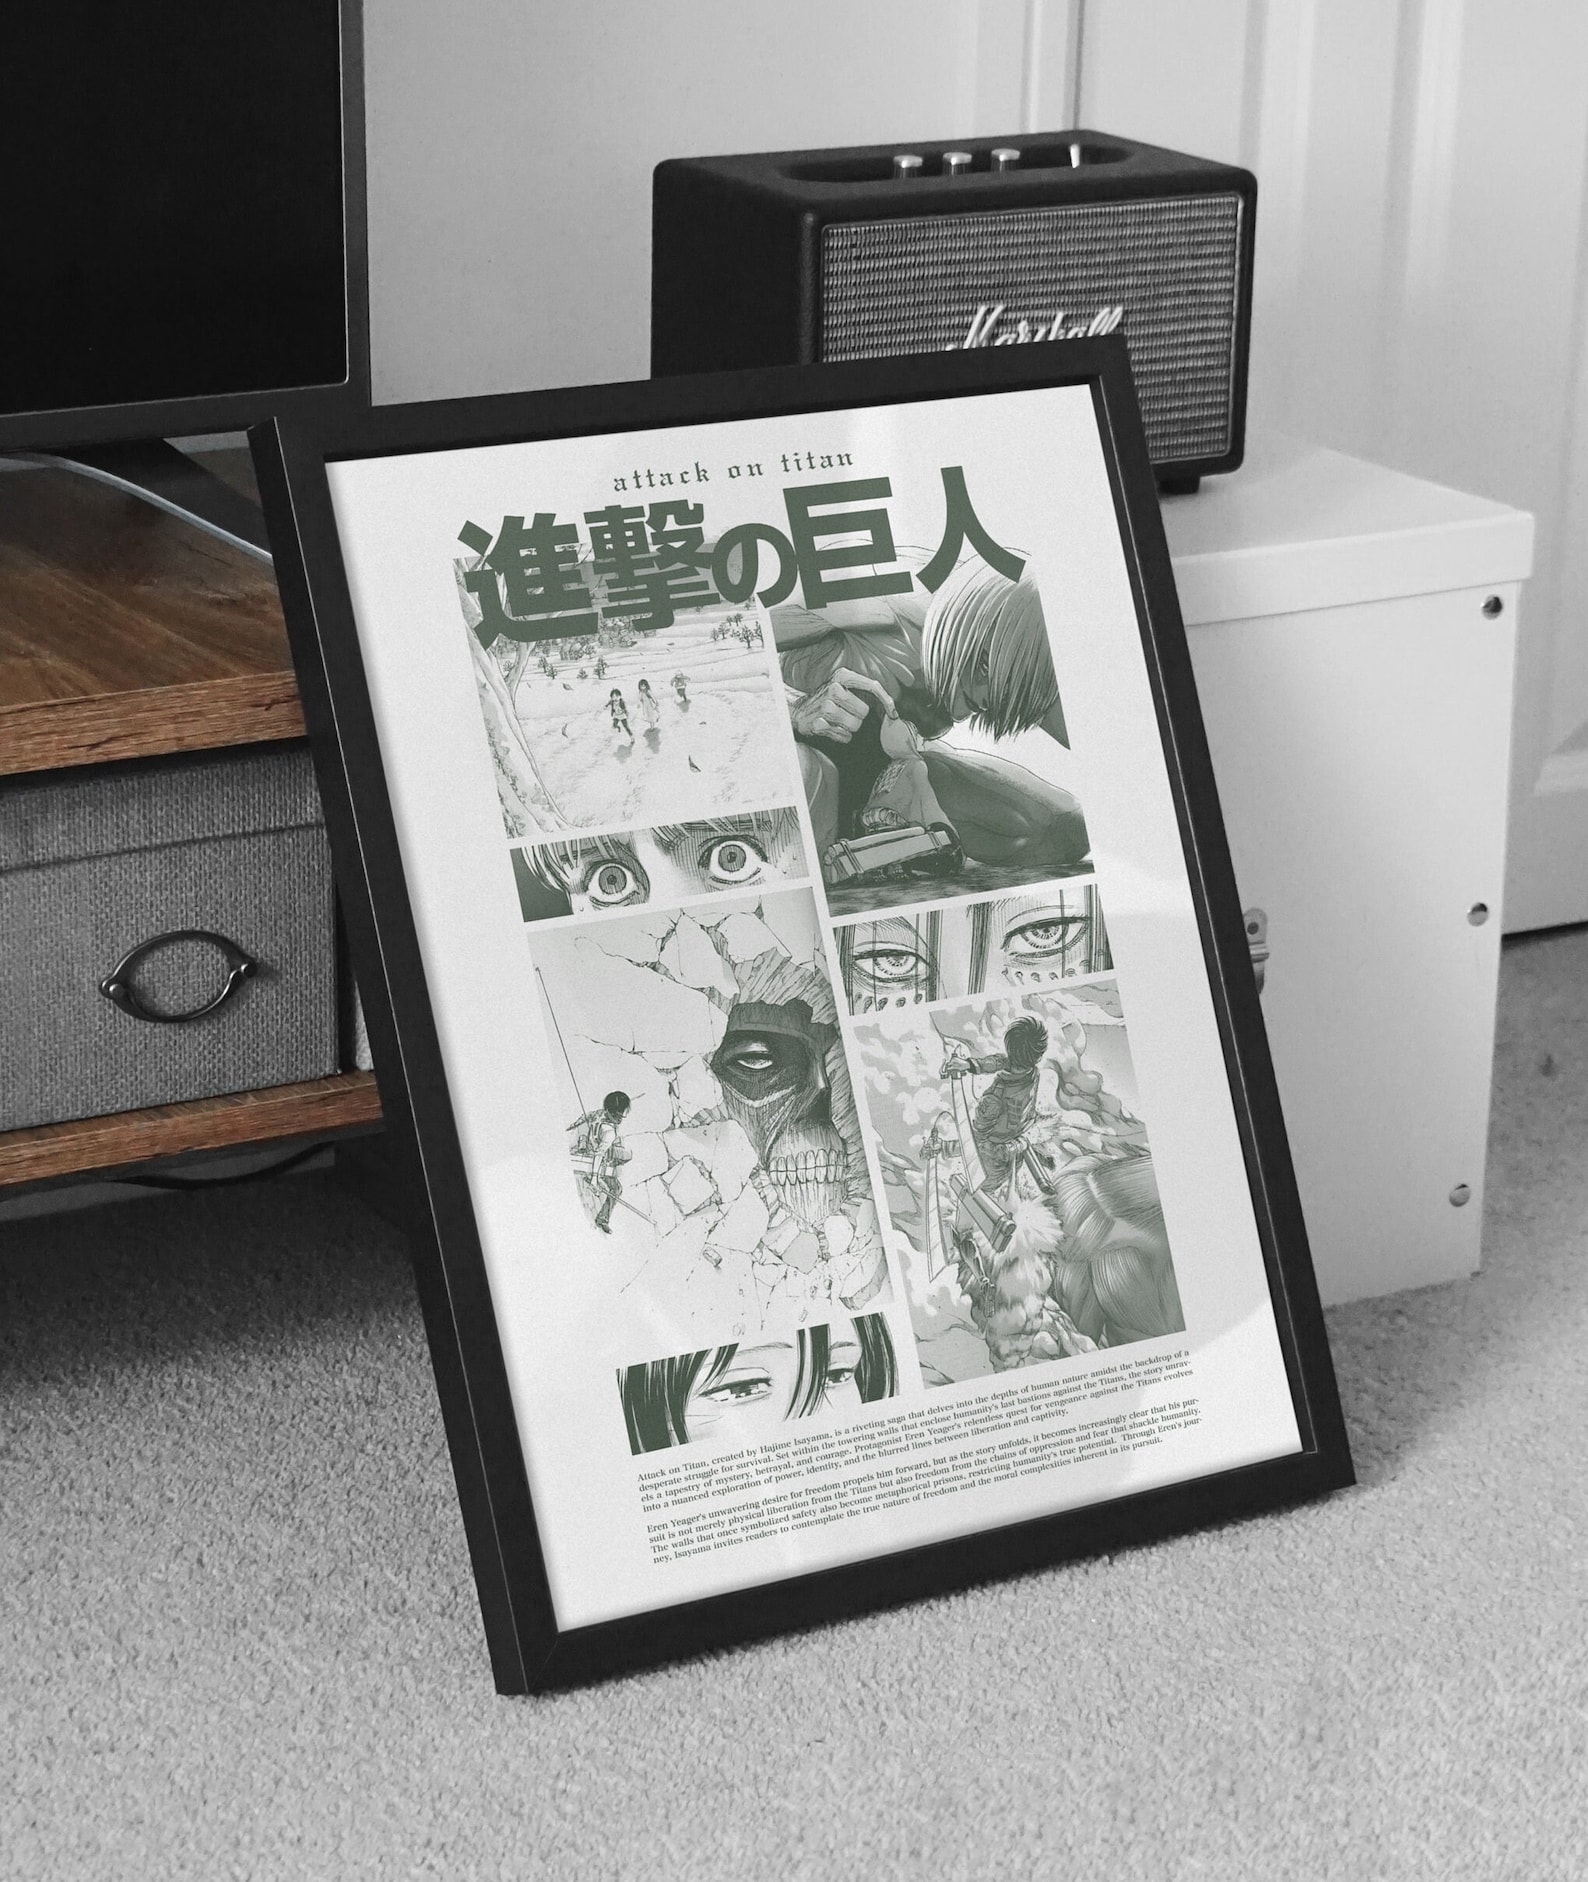 Marshall
attack on titan
進撃の巨人
Attack on Titan, created by Hajime Isayama, is a riveting saga that delves into the depths of human nature amidst the backdrop of a
desperate struggle for survival. Set within the towering walls that enclose humanity's last bastions against the Titans, the story unrav-
els a tapestry of mystery, betrayal, and courage. Protagonist Eren Yeager's relentless quest for vengeance against the Titans evolves
into a nuanced exploration of power, identity, and the blurred lines between liberation and captivity.
Eren Yeager's unwavering desire for freedom propels him forward, but as the story unfolds, it becomes increasingly clear that his pur-
suit is not merely physical liberation from the Titans but also freedom from the chains of oppression and fear that shackle humanity.
The walls that once symbolized safety also become metaphorical prisons, restricting humanity's true potential. Through Eren's jour-
ney, Isayama invites readers to contemplate the true nature of freedom and the moral complexities inherent in its pursuit.